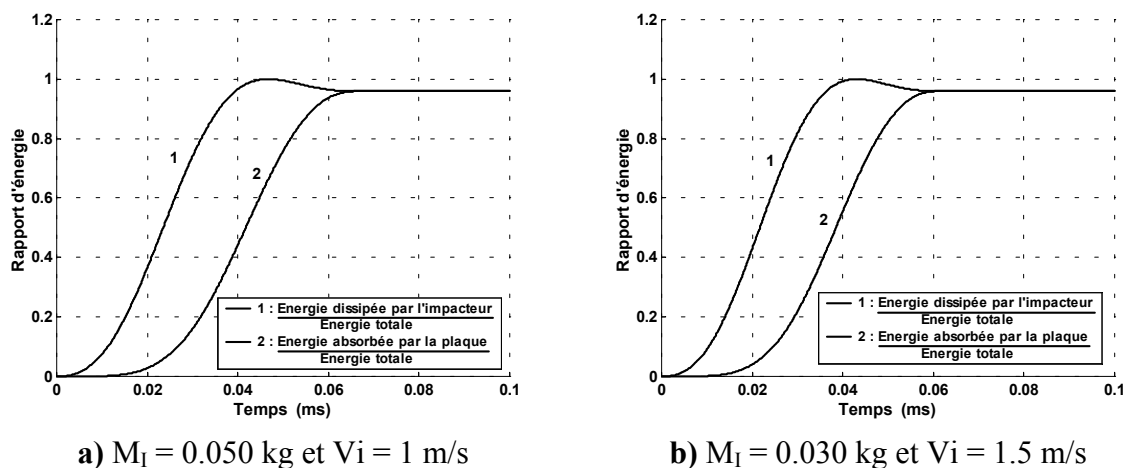 1.2
1
0.8
0.6
0.4
0.2
0
Rapport d'énergie
1
2
1 : Energie dissipée par l'impacteur
Energie totale
2 : Energie absorbée par la plaque
Energie totale
0 0.02 0.04 0.06 0.08 0.1
Temps (ms)
a) M_I = 0.050 kg et Vi = 1 m/s
1.2
1
0.8
0.6
0.4
0.2
0
Rapport d'énergie
1
2
1 : Energie dissipée par l'impacteur
Energie totale
2 : Energie absorbée par la plaque
Energie totale
0 0.02 0.04 0.06 0.08 0.1
Temps (ms)
b) M_I = 0.030 kg et Vi = 1.5 m/s